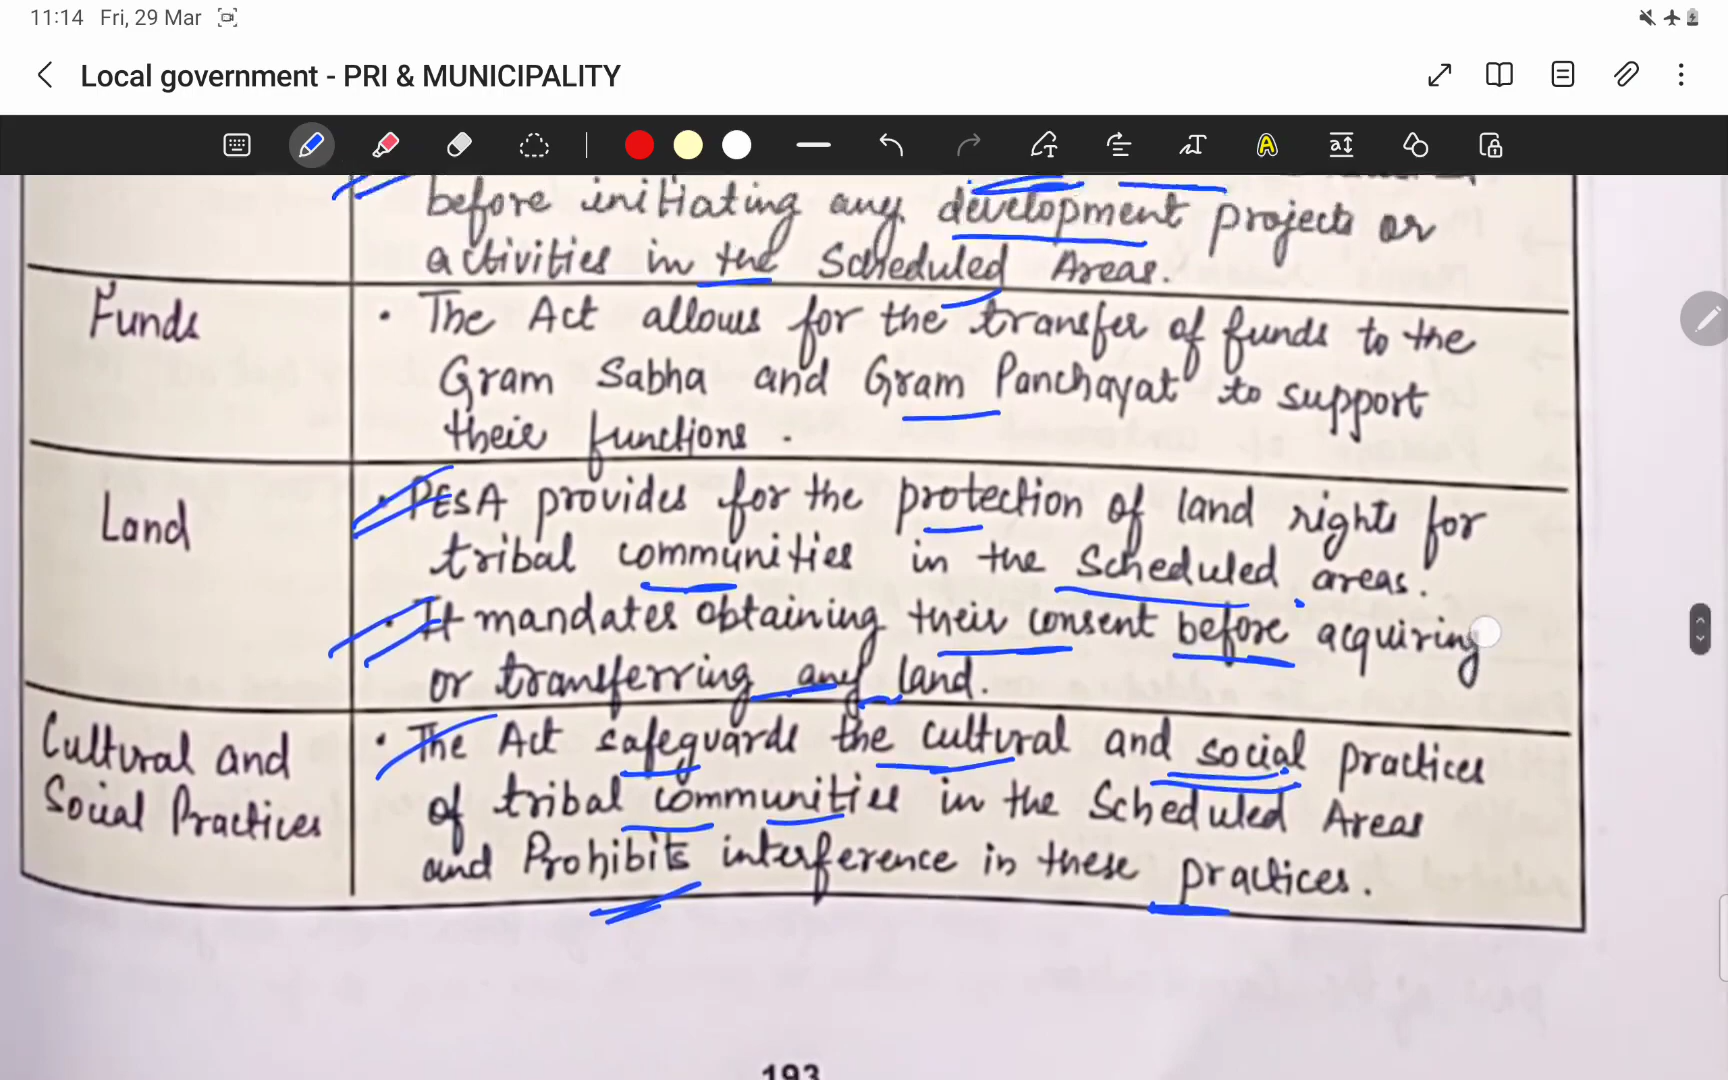 11:14 Fri, 29 Mar
Local government - PRI & MUNICIPALITY
before initiating any development projects or
activities in the Scheduled Areas.
Funds
• The Act allows for the transfer of funds to the
Gram Sabha and Gram Panchayat to support
their functions.
Land
• PESA provides for the protection of land rights for
tribal communities in the Scheduled areas.
• It mandates obtaining their consent before acquiring
or transferring any land.
Cultural and
Social Practices
• The Act safeguards the cultural and social practices
of tribal communities in the Scheduled Areas
and Prohibits interference in these practices.
193